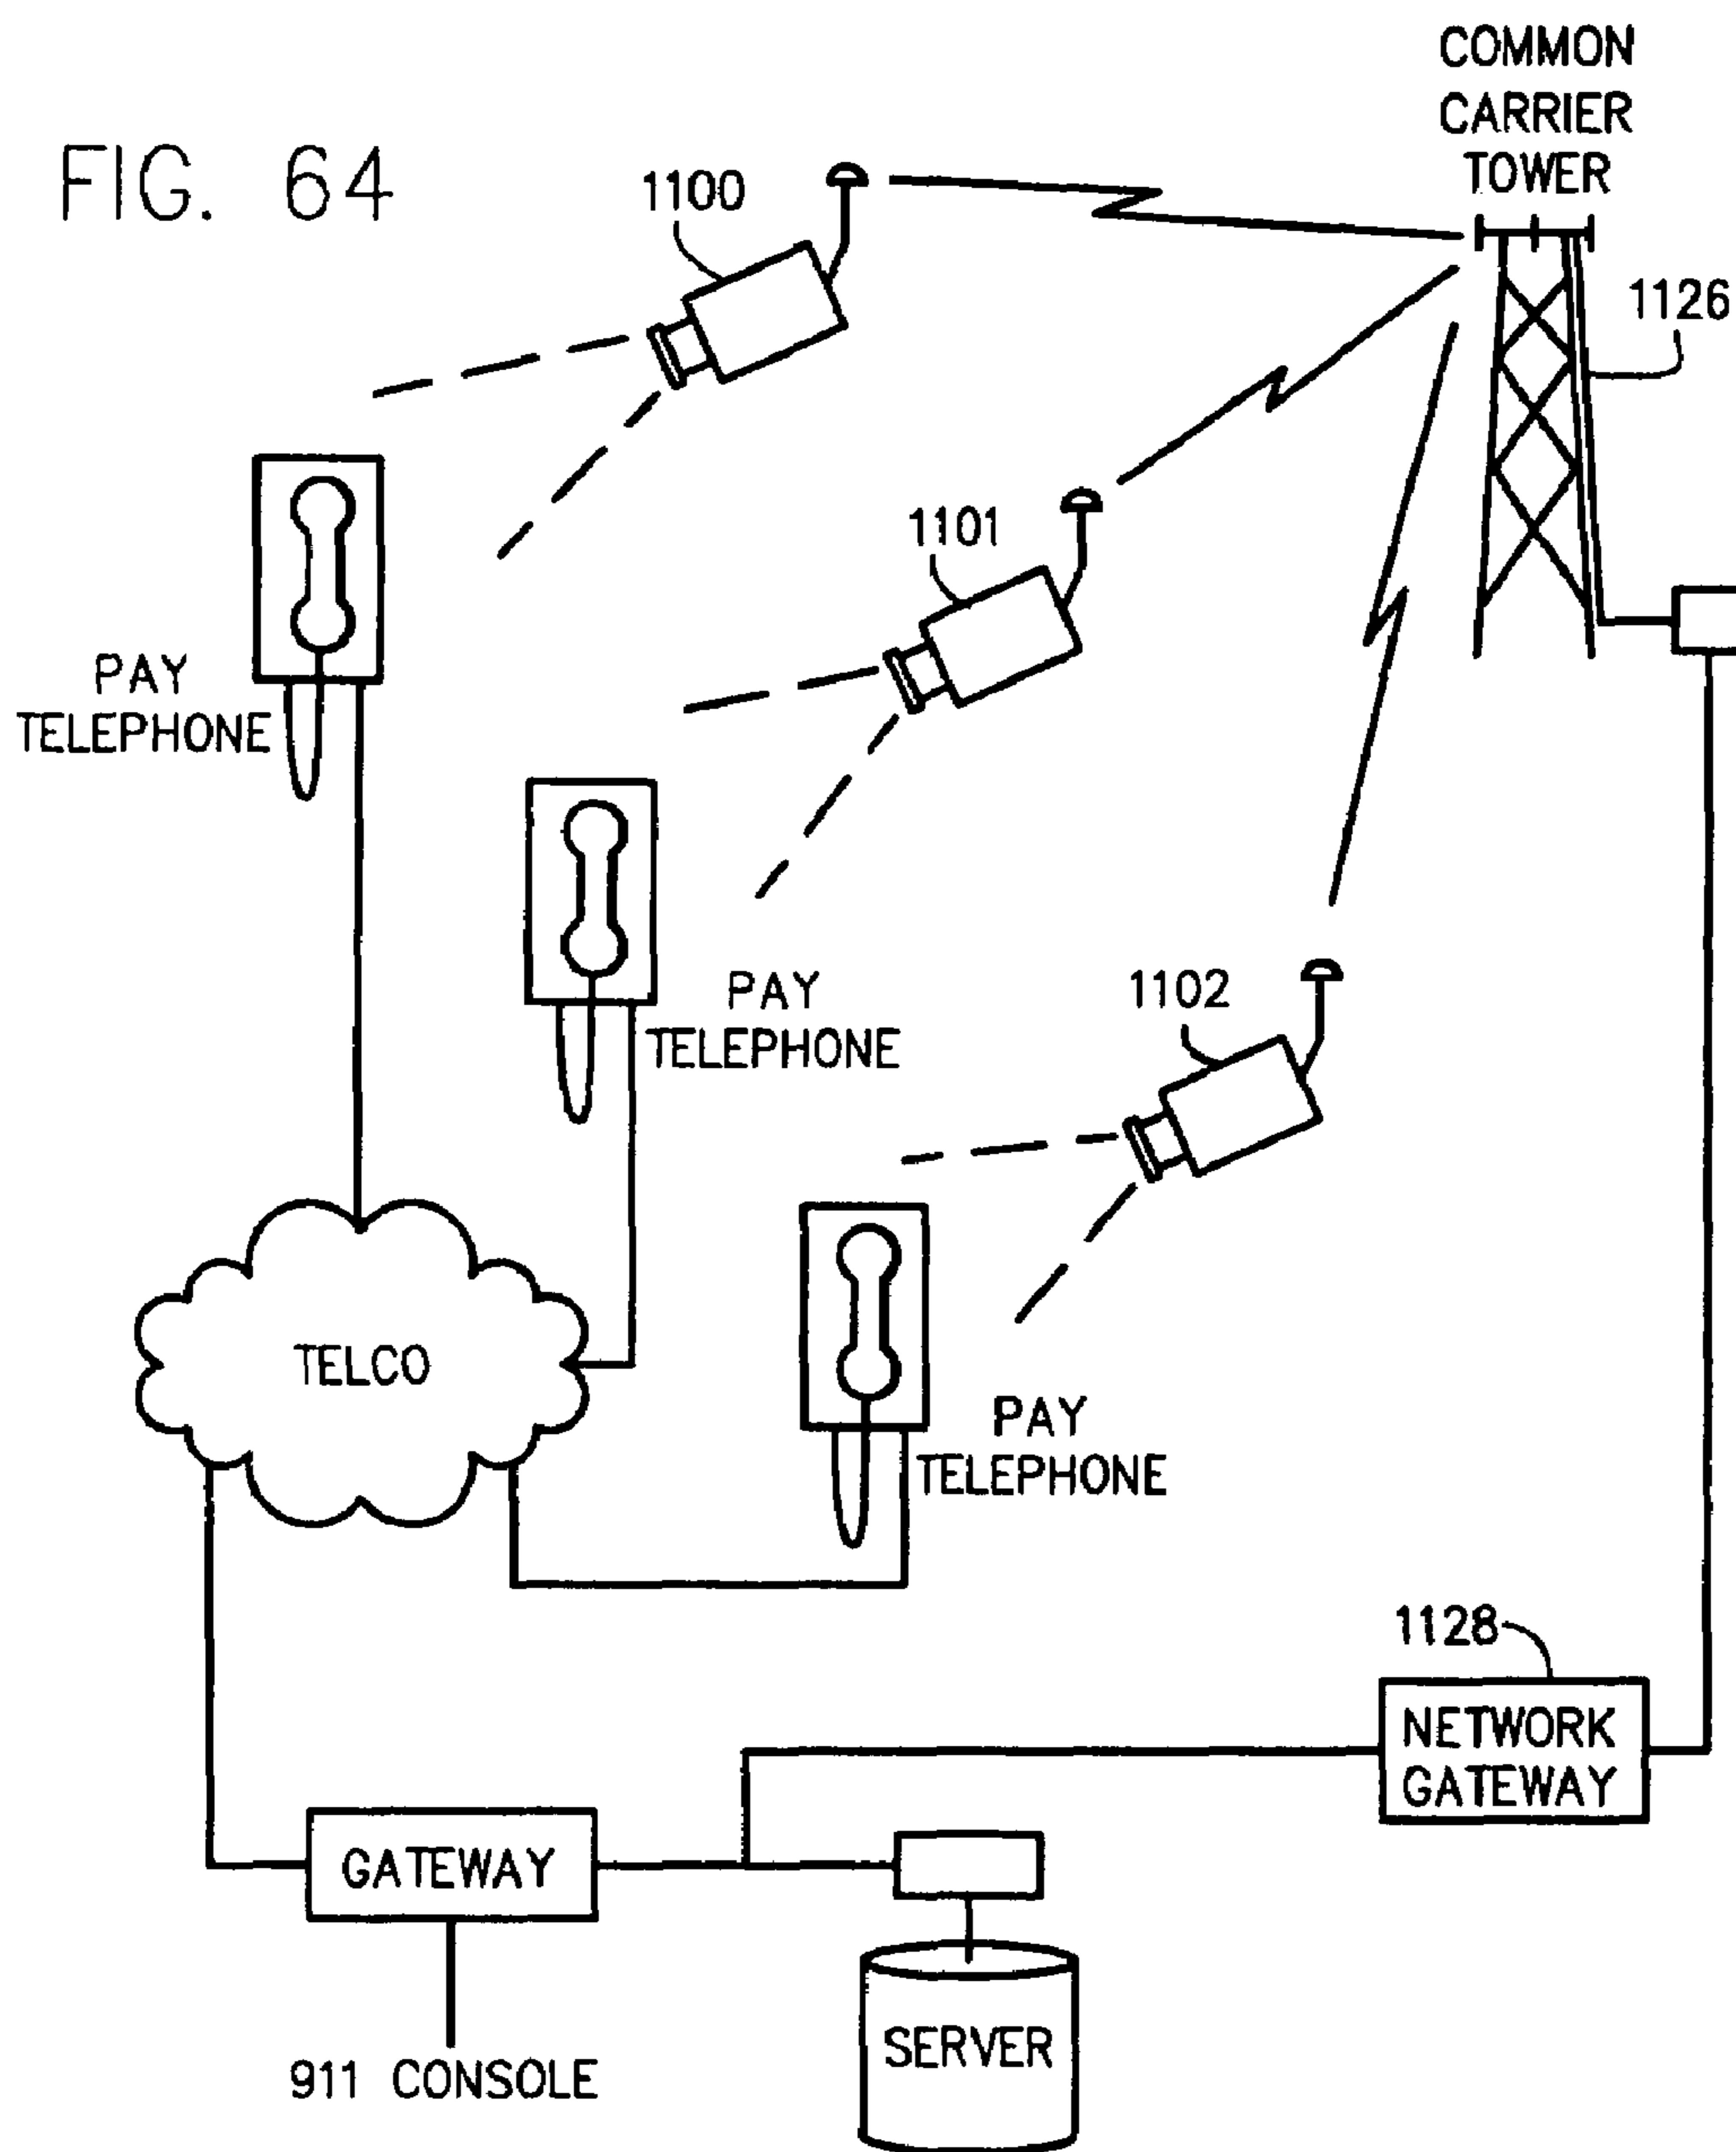 COMMON
CARRIER
TOWER
FIG. 64
1100
1126
1101
PAY
TELEPHONE
1102
PAY
TELEPHONE
TELCO
PAY
TELEPHONE
1128
NETWORK
GATEWAY
GATEWAY
SERVER
911 CONSOLE